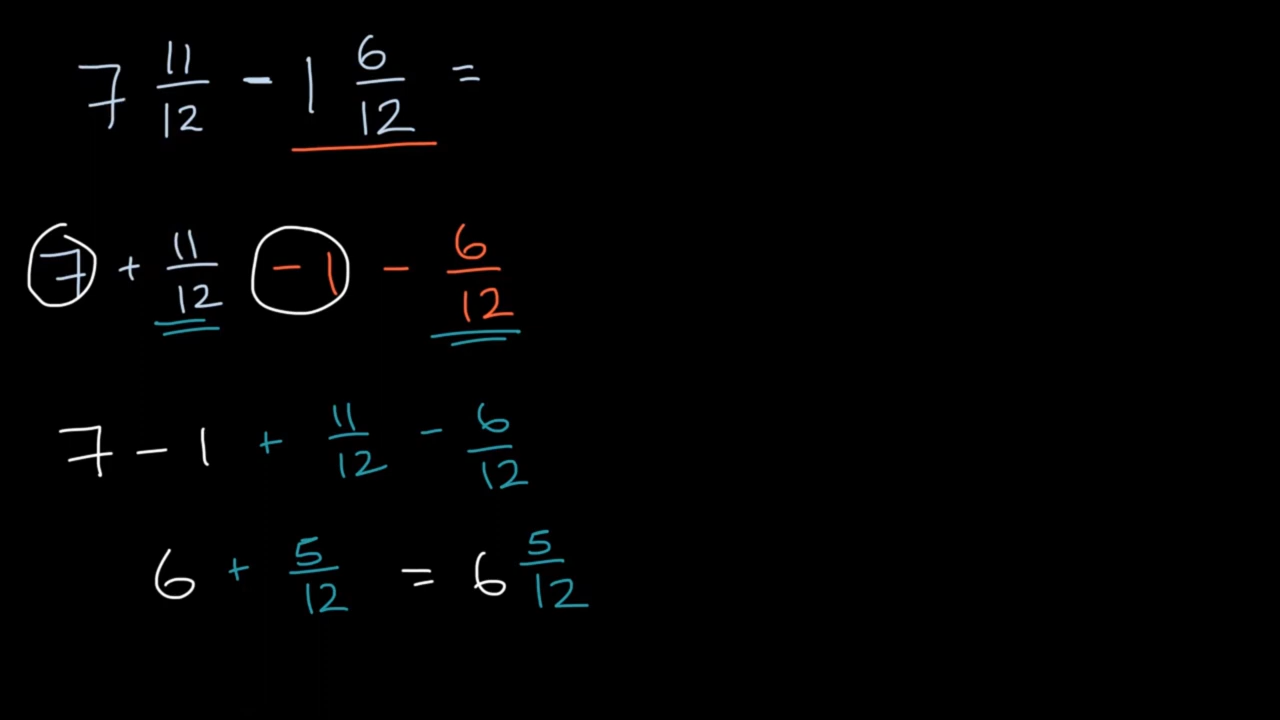 7 11/12 - 1 6/12 =
7 + 11/12 - 1 - 6/12
7 - 1 + 11/12 - 6/12
6 + 5/12 = 6 5/12